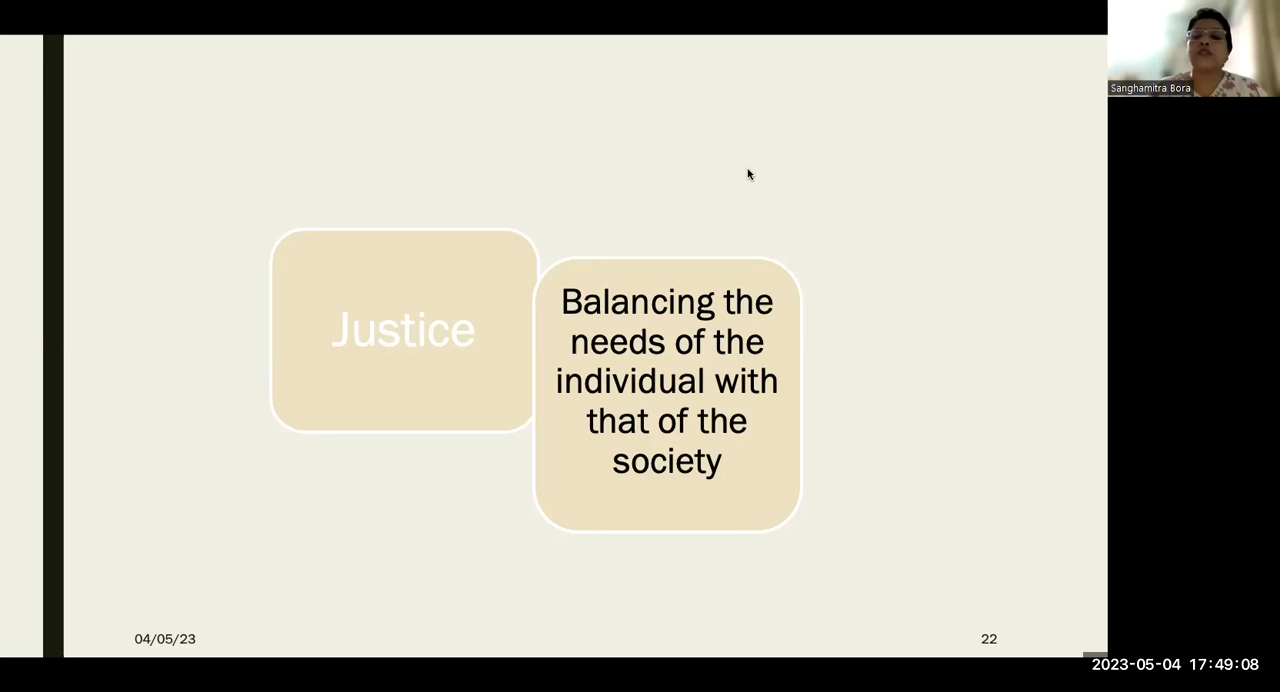 Sanghamitra Bora
Justice
Balancing the
needs of the
individual with
that of the
society
04/05/23
22
2023-05-04 17:49:08